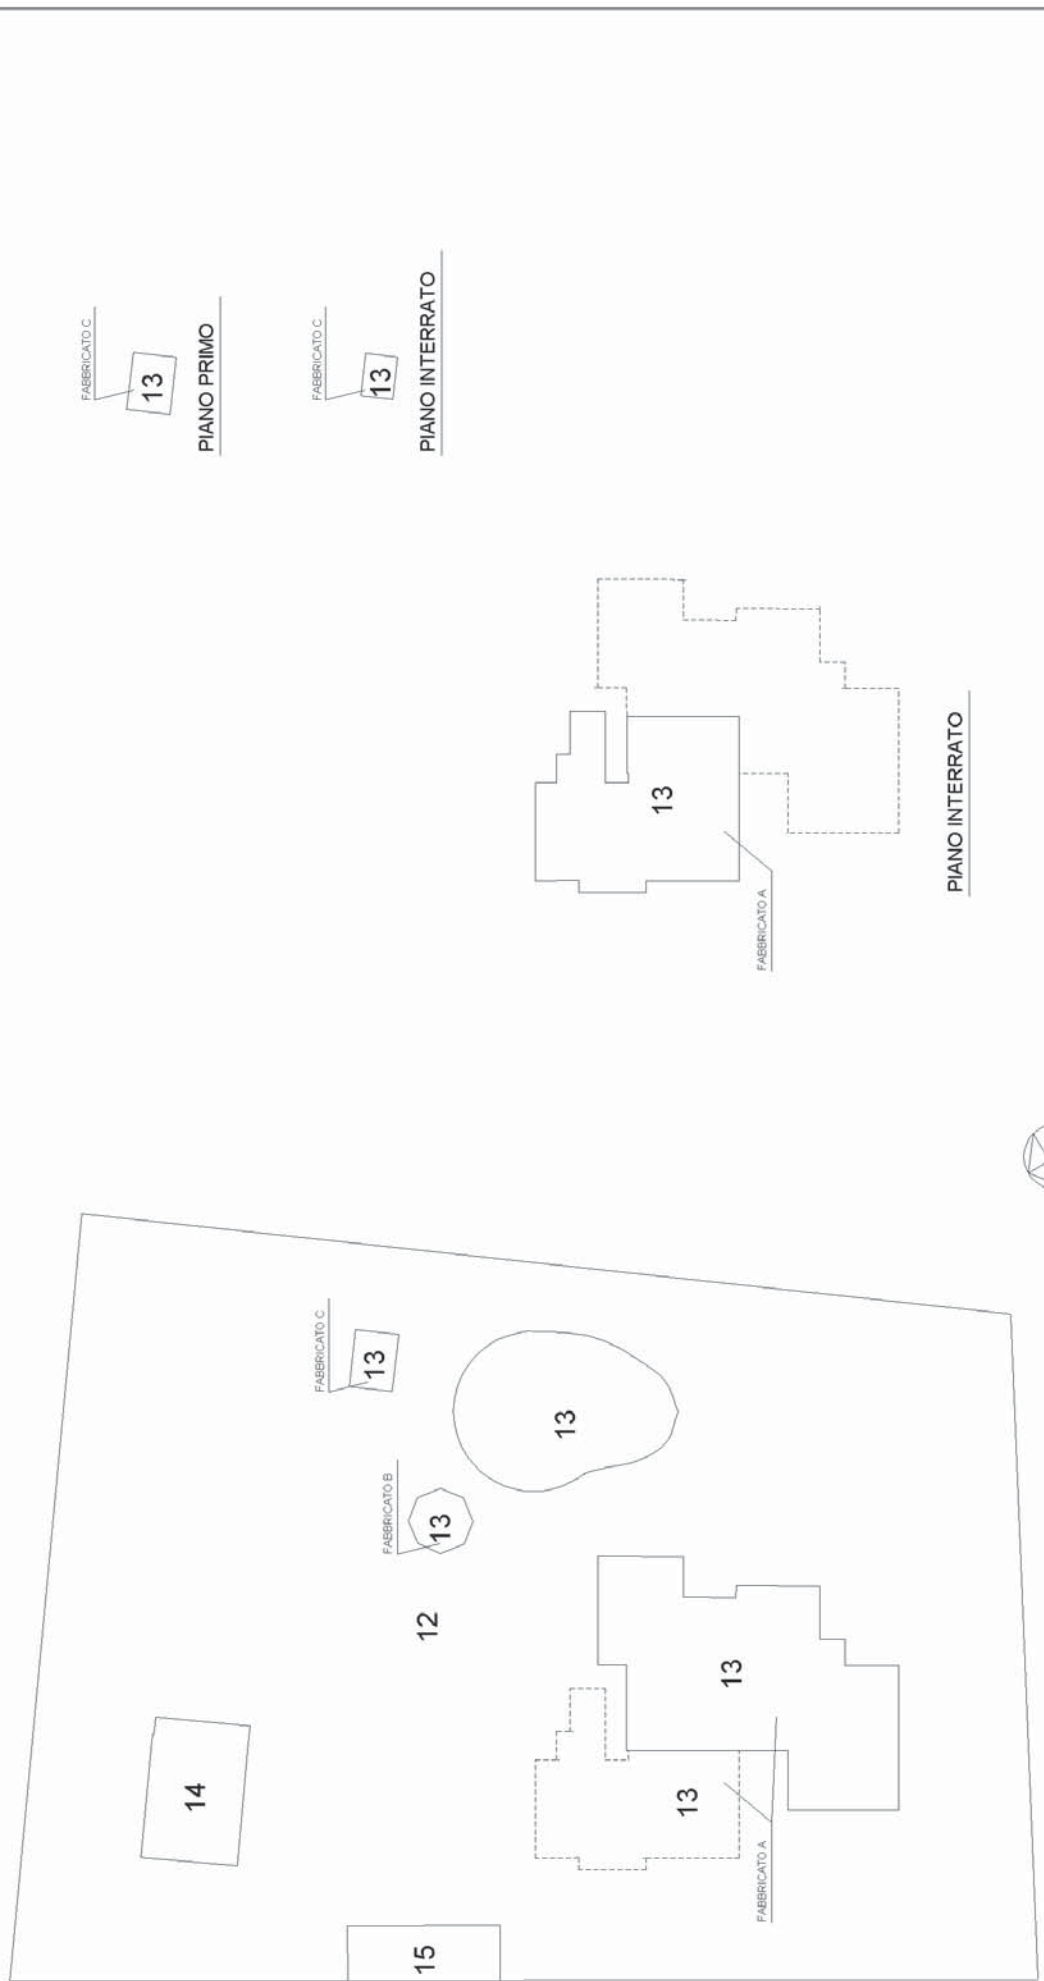 FABBRICATO C
13
PIANO PRIMO
FABBRICATO C
13
PIANO INTERRATO
13
FABBRICATO A
PIANO INTERRATO
FABBRICATO C
13
13
FABBRICATO B
13
12
14
13
13
FABBRICATO A
15